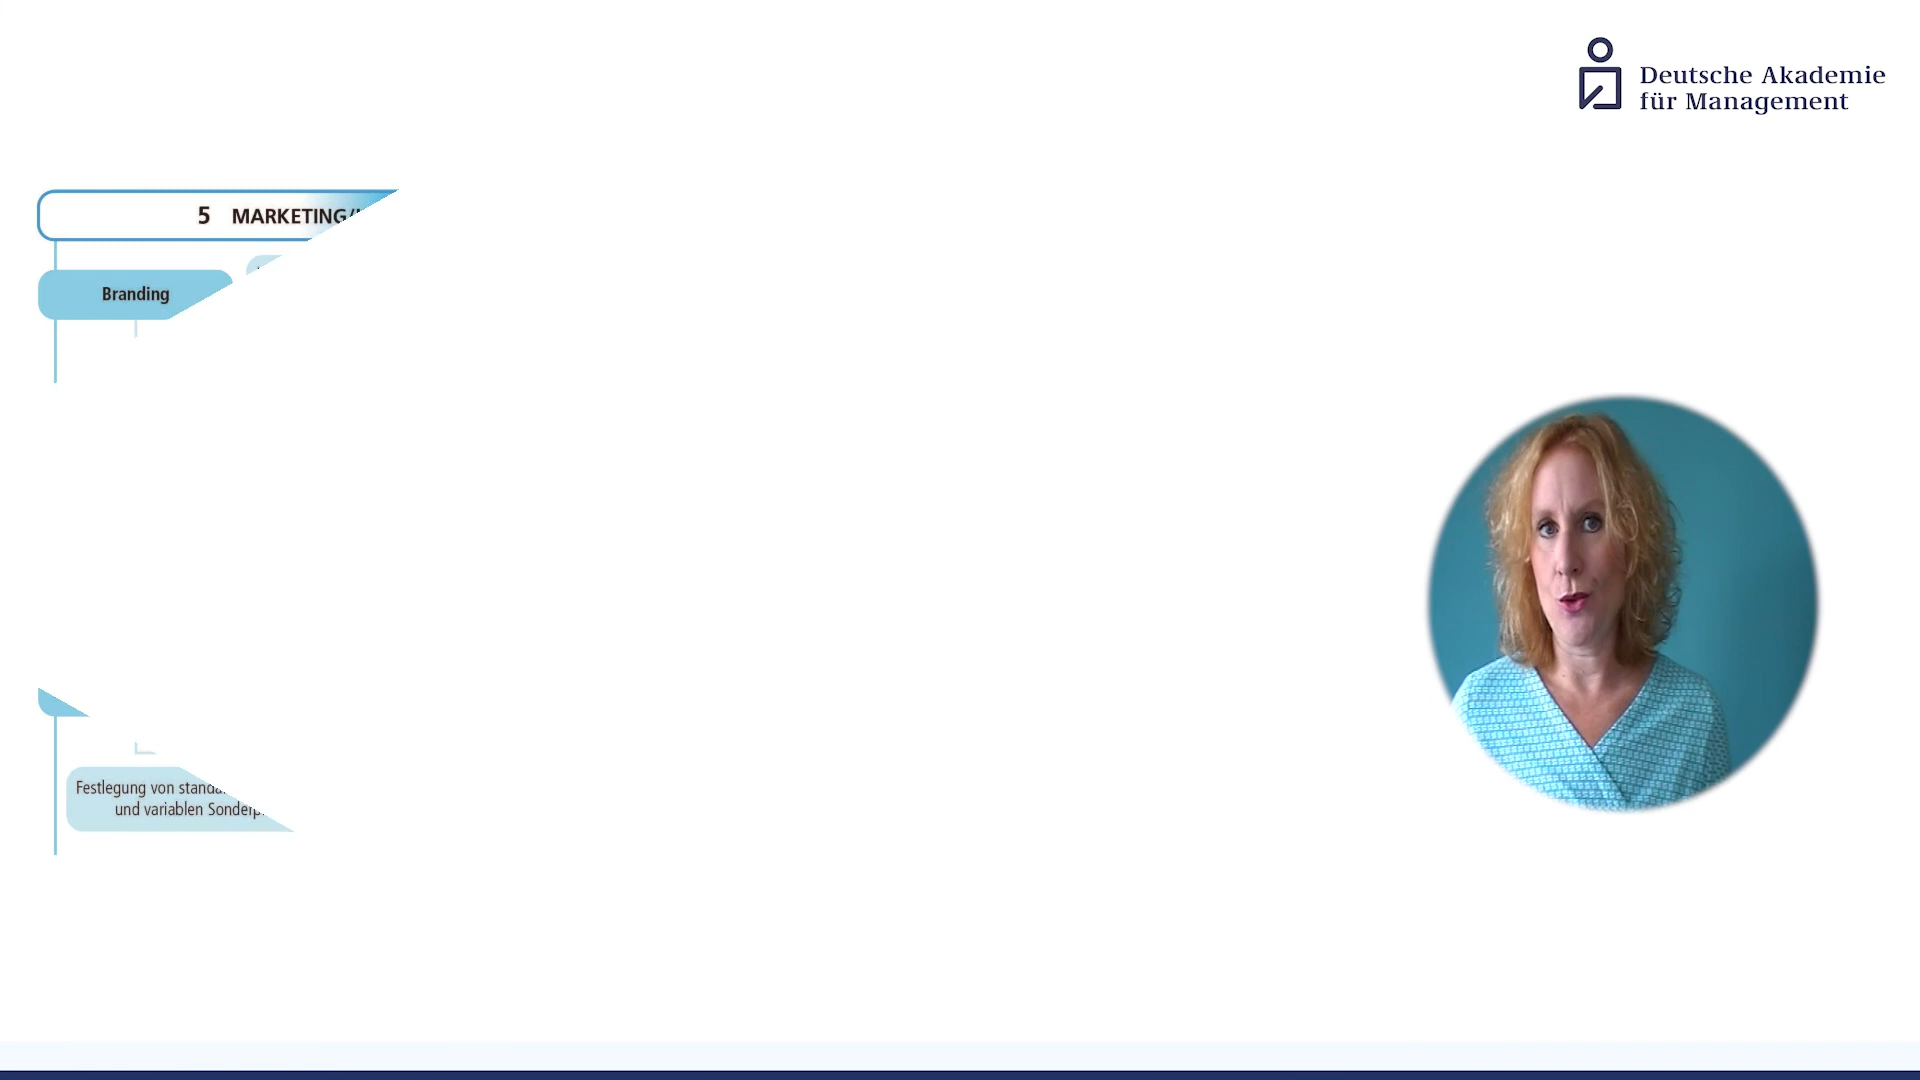 Deutsche Akademie
für Management
5 MARKETING/
Branding
Festlegung von
und variablen